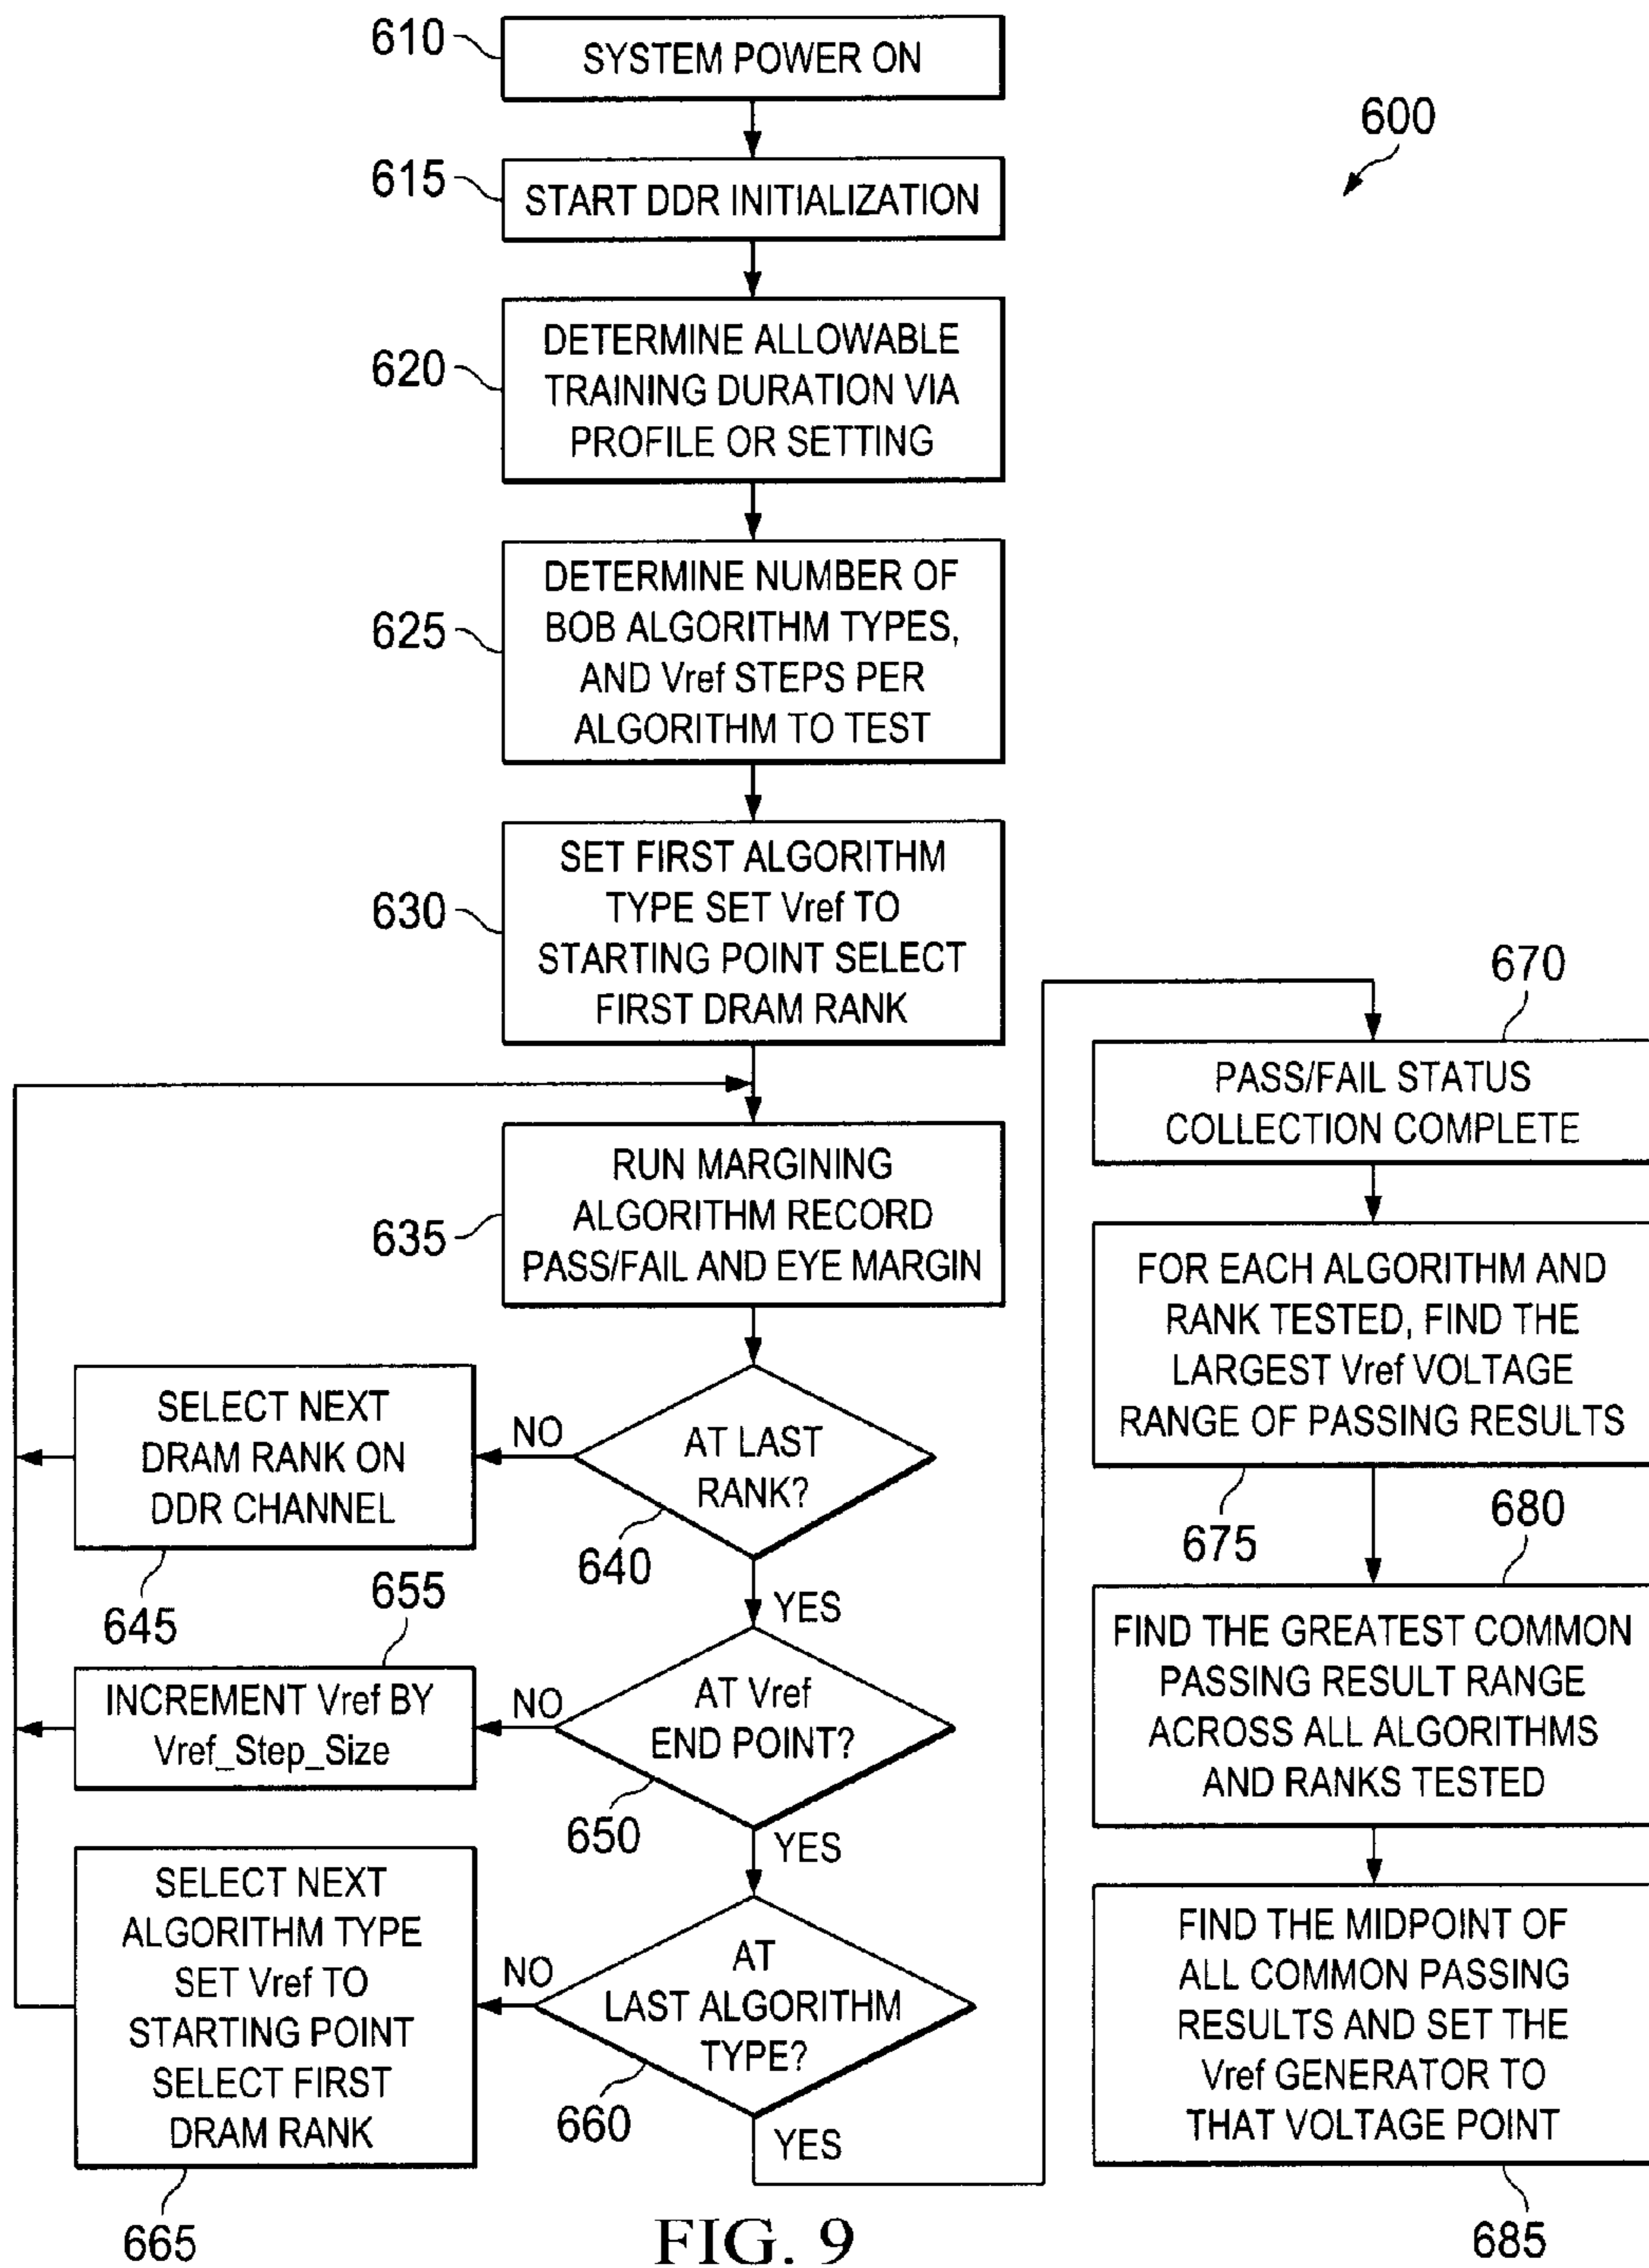 610
SYSTEM POWER ON
600
615
START DDR INITIALIZATION
620
DETERMINE ALLOWABLE
TRAINING DURATION VIA
PROFILE OR SETTING
625
DETERMINE NUMBER OF
BOB ALGORITHM TYPES,
AND Vref STEPS PER
ALGORITHM TO TEST
630
SET FIRST ALGORITHM
TYPE SET Vref TO
STARTING POINT SELECT
FIRST DRAM RANK
635
RUN MARGINING
ALGORITHM RECORD
PASS/FAIL AND EYE MARGIN
AT LAST
RANK?
640
NO
SELECT NEXT
DRAM RANK ON
DDR CHANNEL
645
YES
AT Vref
END POINT?
650
NO
655
INCREMENT Vref BY
Vref_Step_Size
YES
AT
LAST ALGORITHM
TYPE?
660
NO
SELECT NEXT
ALGORITHM TYPE
SET Vref TO
STARTING POINT
SELECT FIRST
DRAM RANK
665
YES
670
PASS/FAIL STATUS
COLLECTION COMPLETE
FOR EACH ALGORITHM AND
RANK TESTED, FIND THE
LARGEST Vref VOLTAGE
RANGE OF PASSING RESULTS
675
680
FIND THE GREATEST COMMON
PASSING RESULT RANGE
ACROSS ALL ALGORITHMS
AND RANKS TESTED
FIND THE MIDPOINT OF
ALL COMMON PASSING
RESULTS AND SET THE
Vref GENERATOR TO
THAT VOLTAGE POINT
685
FIG. 9